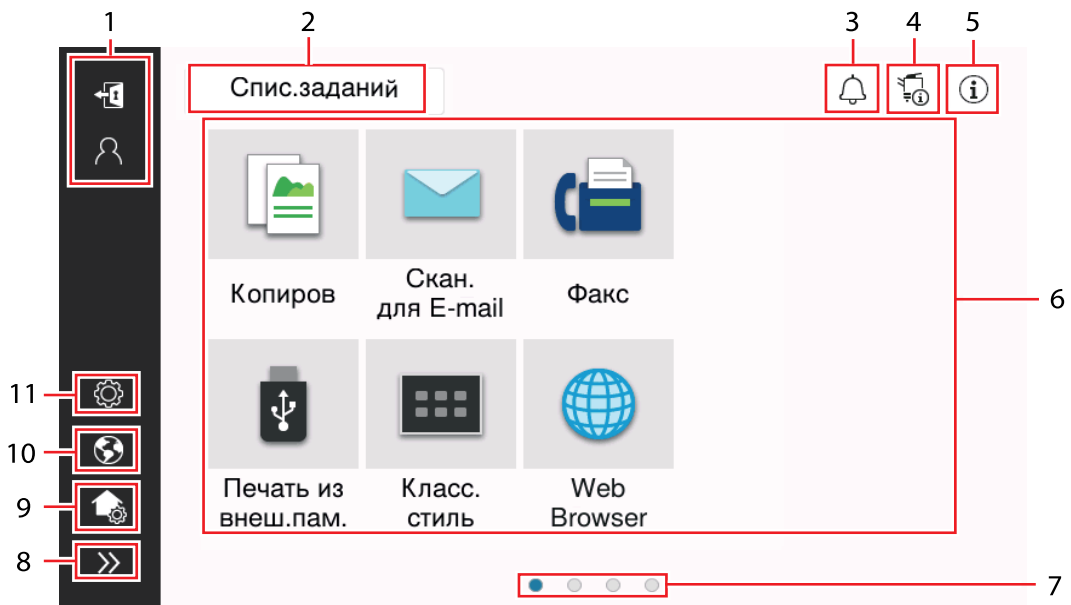 1
2
3
4
5
Спис.заданий
Копиров
Скан.
для E-mail
Факс
6
Печать из
внеш.пам.
Класс.
стиль
Web
Browser
11
10
9
8
7